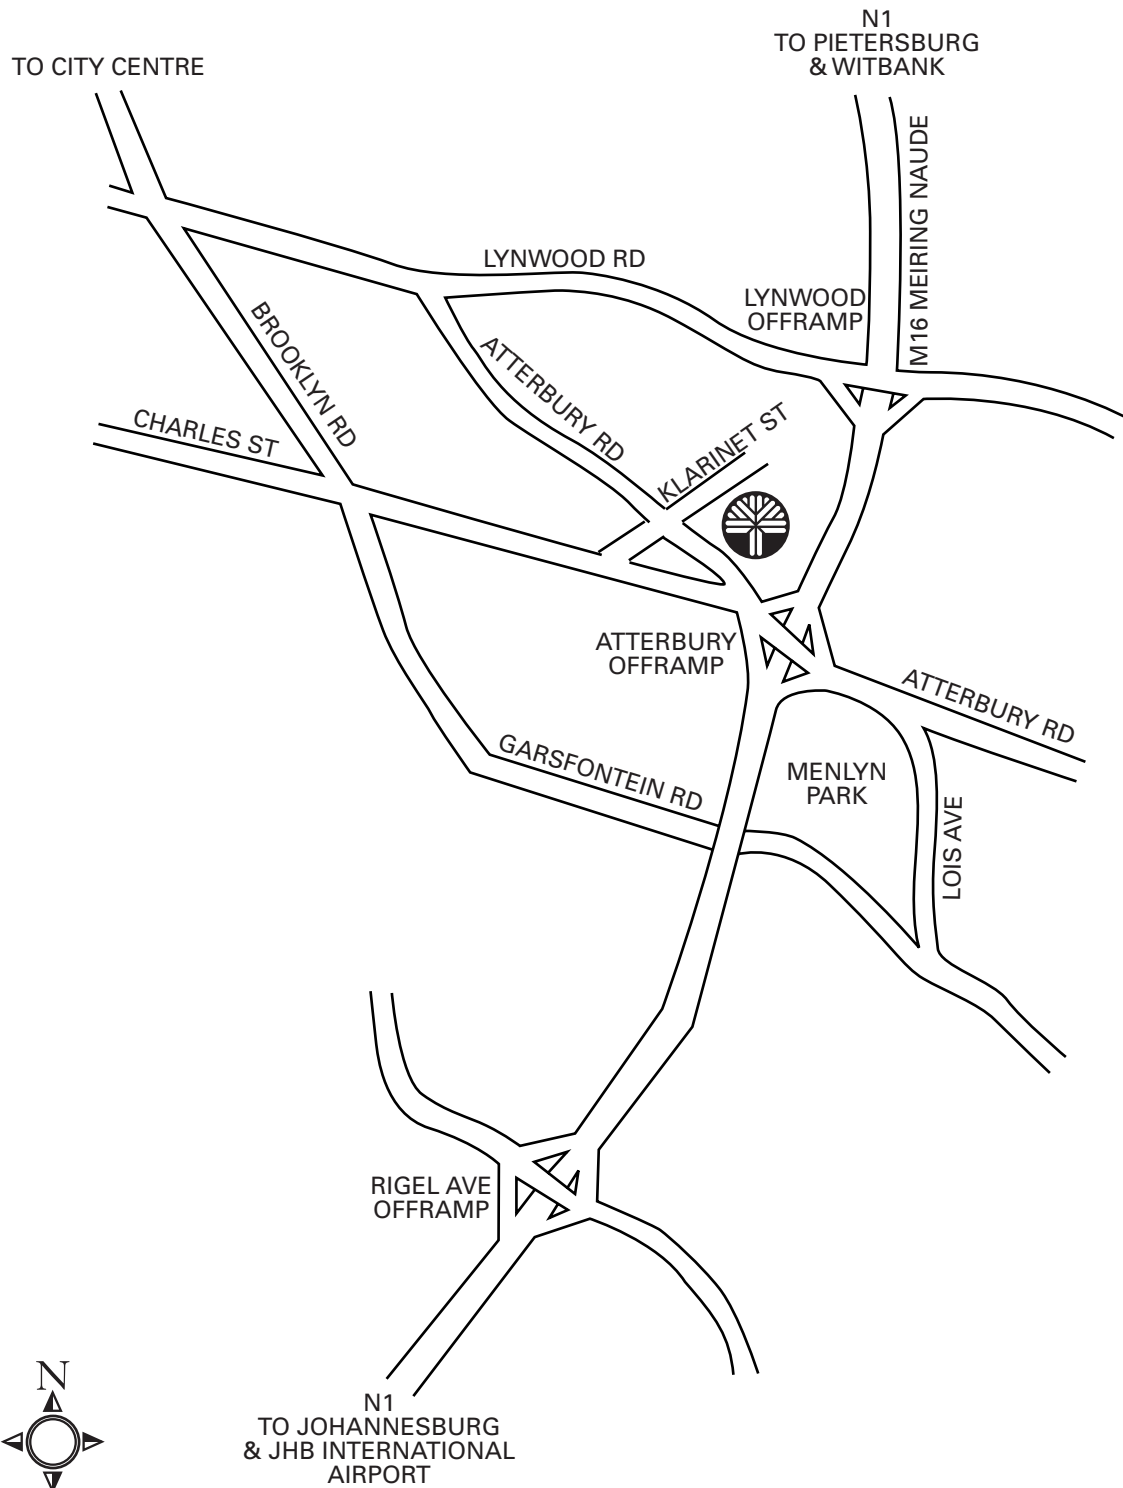 N1
TO PIETERSBURG
& WITBANK
TO CITY CENTRE
M16 MEIRING NAUDE
LYNWOOD RD
LYNWOOD
OFFRAMP
BROOKLYN RD
ATTERBURY RD
CHARLES ST
KLARINET ST
ATTERBURY
OFFRAMP
ATTERBURY RD
GARSFONTEIN RD
MENLYN
PARK
LOIS AVE
RIGEL AVE
OFFRAMP
N
N1
TO JOHANNESBURG
& JHB INTERNATIONAL
AIRPORT